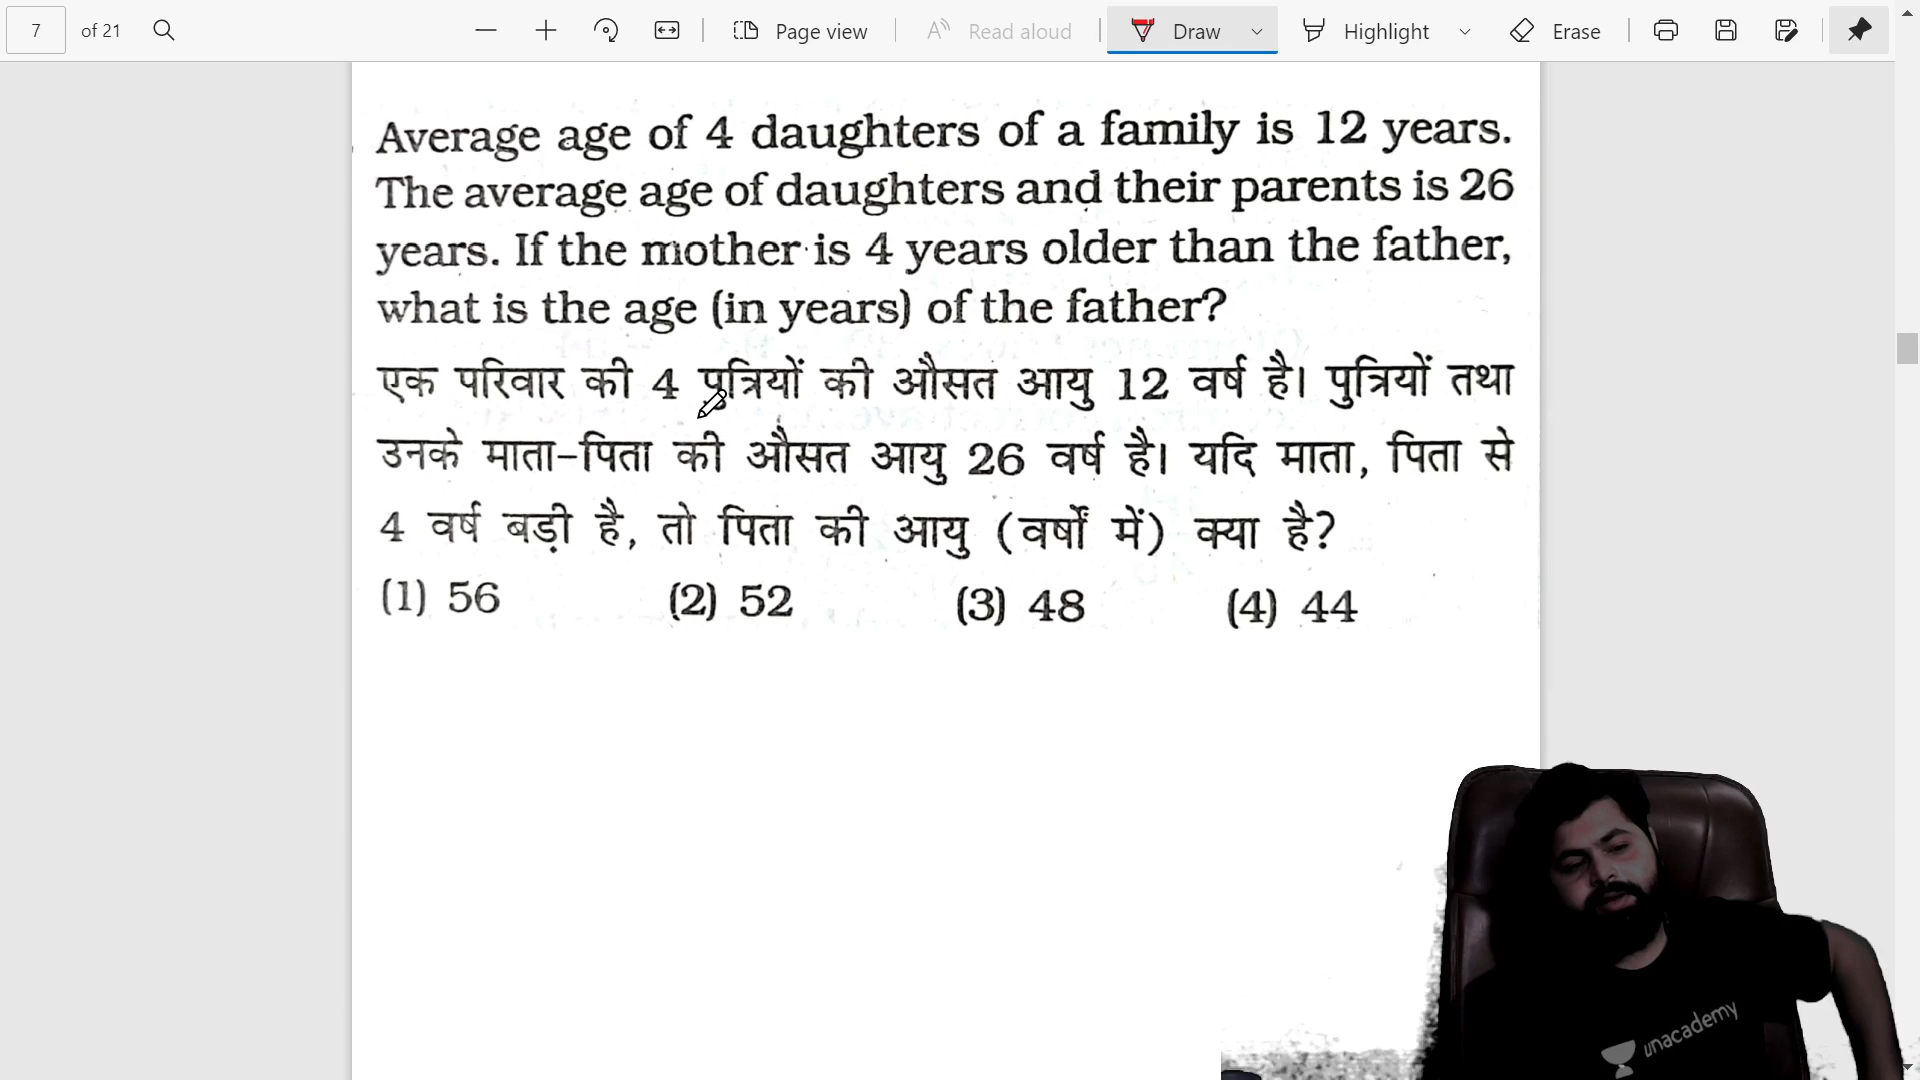 7 of 21 Page view Read aloud Draw Highlight Erase
Average age of 4 daughters of a family is 12 years.
The average age of daughters and their parents is 26
years. If the mother is 4 years older than the father,
what is the age (in years) of the father?
एक परिवार की 4 पुत्रियों की औसत आयु 12 वर्ष है। पुत्रियों तथा
उनके माता-पिता की औसत आयु 26 वर्ष है। यदि माता, पिता से
4 वर्ष बड़ी है, तो पिता की आयु (वर्षों में) क्या है?
(1) 56 (2) 52 (3) 48 (4) 44
unacademy